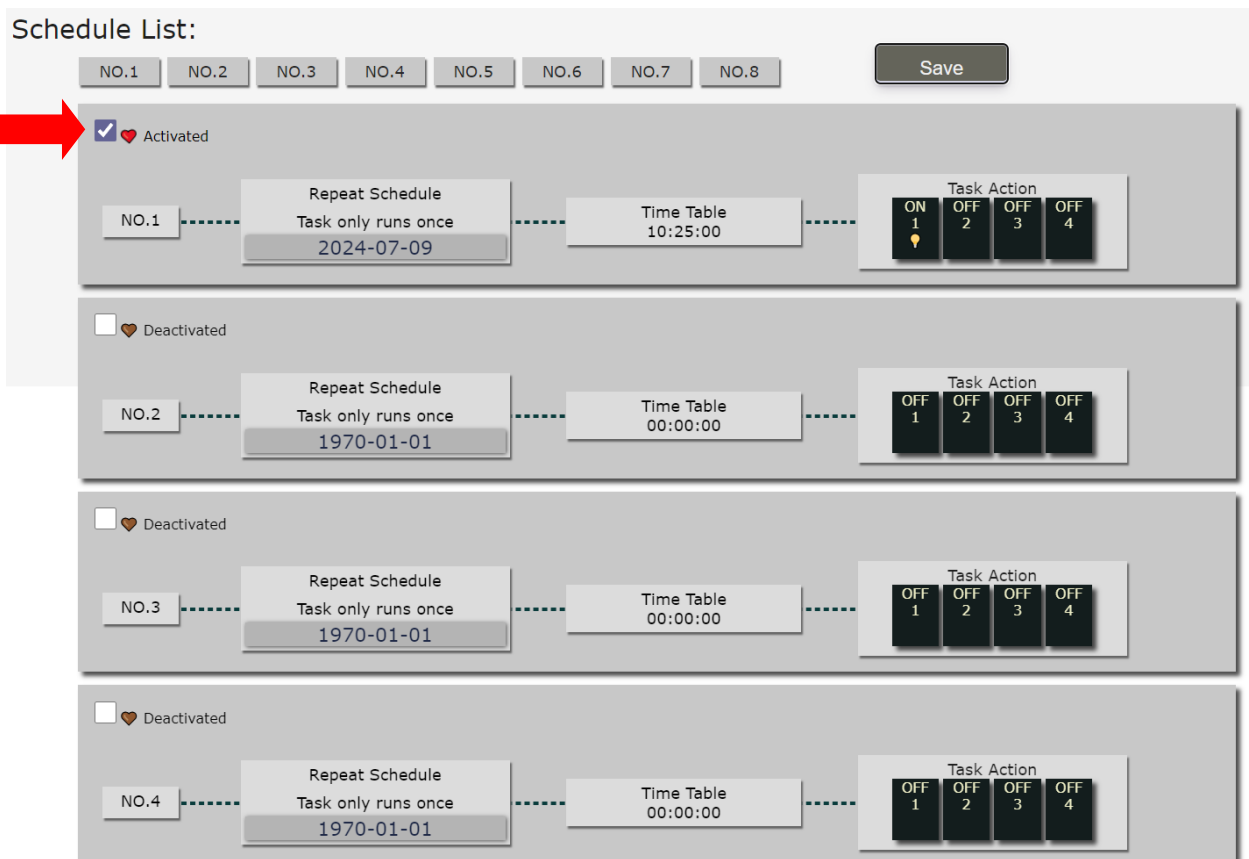 Schedule List:
NO.1 NO.2 NO.3 NO.4 NO.5 NO.6 NO.7 NO.8 Save
Activated
NO.1
Repeat Schedule
Task only runs once
2024-07-09
Time Table
10:25:00
Task Action
ON OFF OFF OFF
1 2 3 4
Deactivated
NO.2
Repeat Schedule
Task only runs once
1970-01-01
Time Table
00:00:00
Task Action
OFF OFF OFF OFF
1 2 3 4
Deactivated
NO.3
Repeat Schedule
Task only runs once
1970-01-01
Time Table
00:00:00
Task Action
OFF OFF OFF OFF
1 2 3 4
Deactivated
NO.4
Repeat Schedule
Task only runs once
1970-01-01
Time Table
00:00:00
Task Action
OFF OFF OFF OFF
1 2 3 4